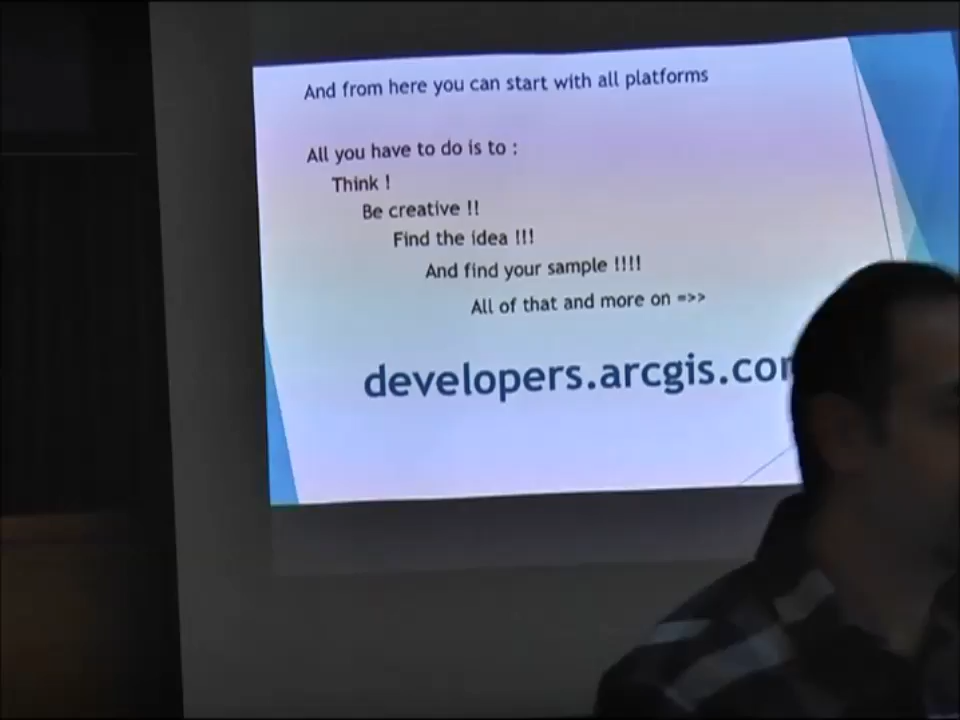 And from here you can start with all platforms
All you have to do is to :
Think !
Be creative !!
Find the idea !!!
And find your sample !!!!
All of that and more on =>>
developers.arcgis.com